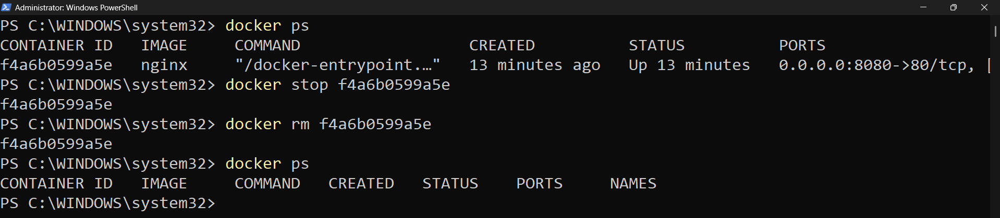 Administrator: Windows PowerShell
PS C:\WINDOWS\system32> docker ps
CONTAINER ID   IMAGE     COMMAND                  CREATED          STATUS          PORTS
f4a6b0599a5e   nginx     "/docker-entrypoint.…"   13 minutes ago   Up 13 minutes   0.0.0.0:8080->80/tcp, [
PS C:\WINDOWS\system32> docker stop f4a6b0599a5e
f4a6b0599a5e
PS C:\WINDOWS\system32> docker rm f4a6b0599a5e
f4a6b0599a5e
PS C:\WINDOWS\system32> docker ps
CONTAINER ID   IMAGE     COMMAND   CREATED   STATUS    PORTS     NAMES
PS C:\WINDOWS\system32>